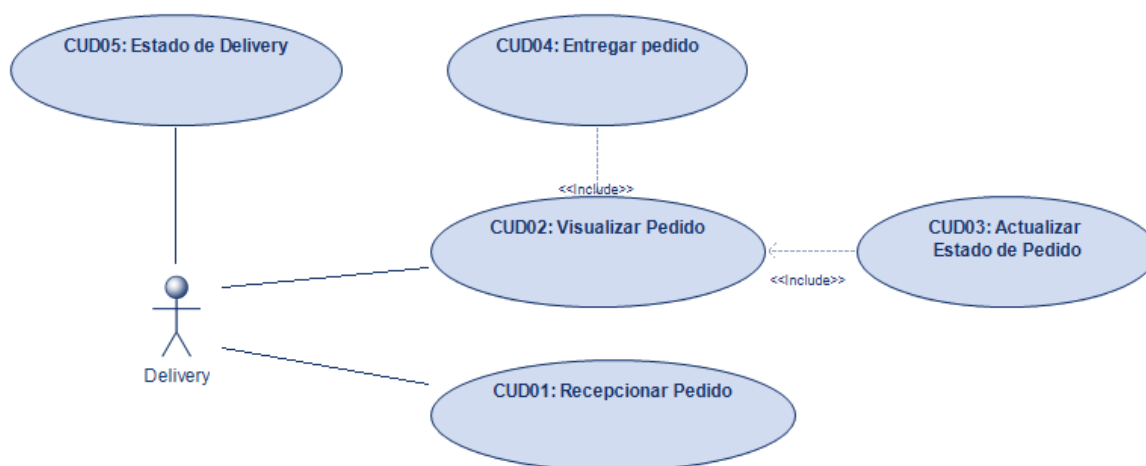 CUD05: Estado de Delivery
CUD04: Entregar pedido
<<Include>>
CUD02: Visualizar Pedido
CUD03: Actualizar
Estado de Pedido
<<Include>>
Delivery
CUD01: Recepcionar Pedido